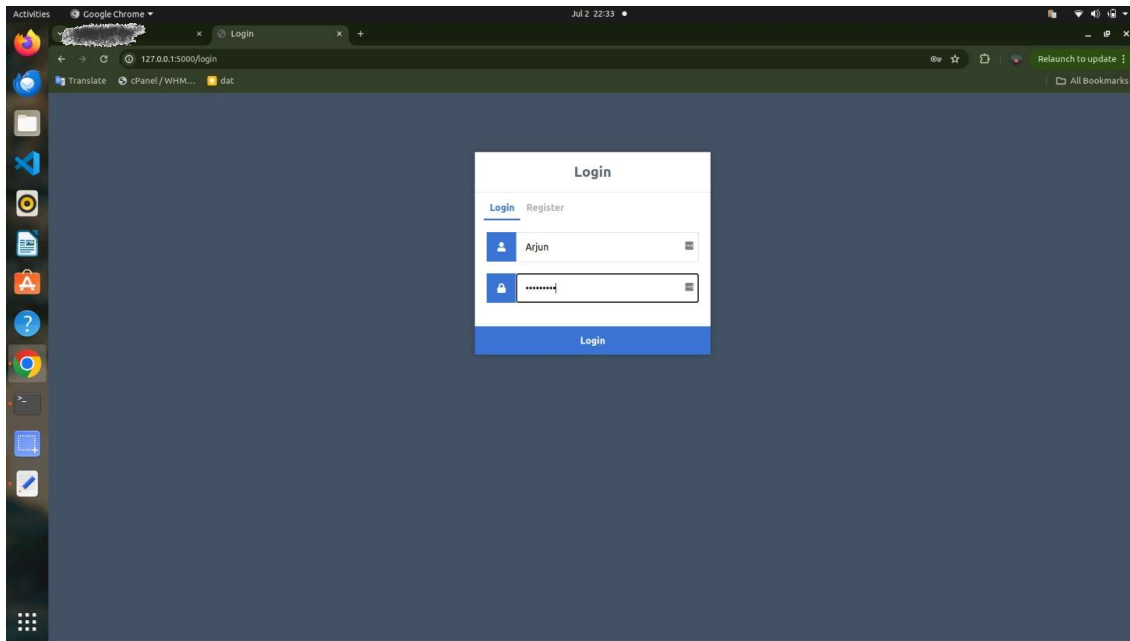 Activities Google Chrome Jul 2 22:33
Login
127.0.0.1:5000/login Relaunch to update
Translate cPanel / WHM... dat All Bookmarks
Login
Login Register
Arjun
•••••••••
Login